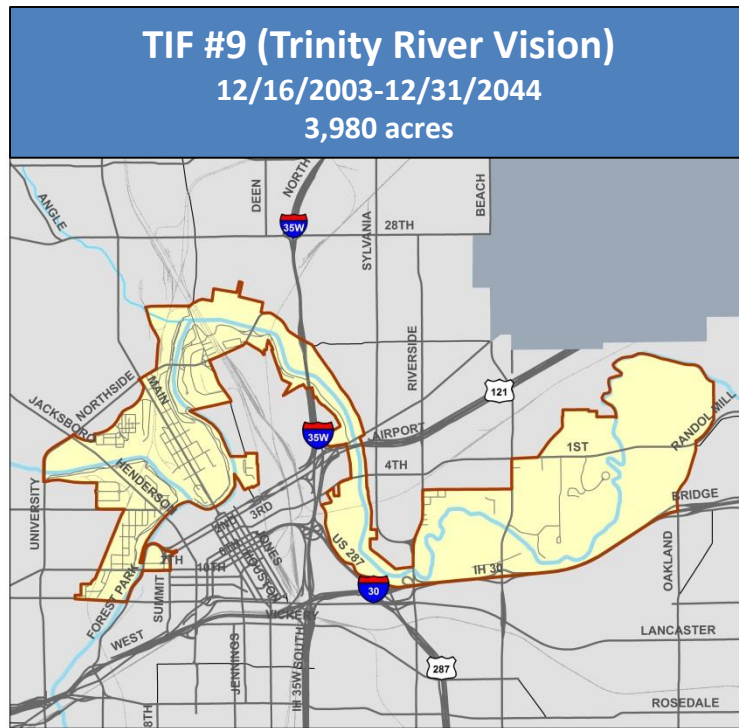 TIF #9 (Trinity River Vision)
12/16/2003-12/31/2044
3,980 acres
ANGLE
DEEN
NORTH
35W
SYLVANIA
BEACH
28TH
RIVERSIDE
121
NORTHSIDE
MAIN
JACKSBORO
HENDERSON
35W
AIRPORT
4TH
1ST
RANDOL MILL
BRIDGE
UNIVERSITY
3RD
2ND
JONES
HOUSTON
US 287
IH 30
OAKLAND
7TH
10TH
FOREST PARK
SUMMIT
30
VICKERY
WEST
LANCASTER
JENNINGS
IH 35W SOUTH
287
8TH
ROSEDALE